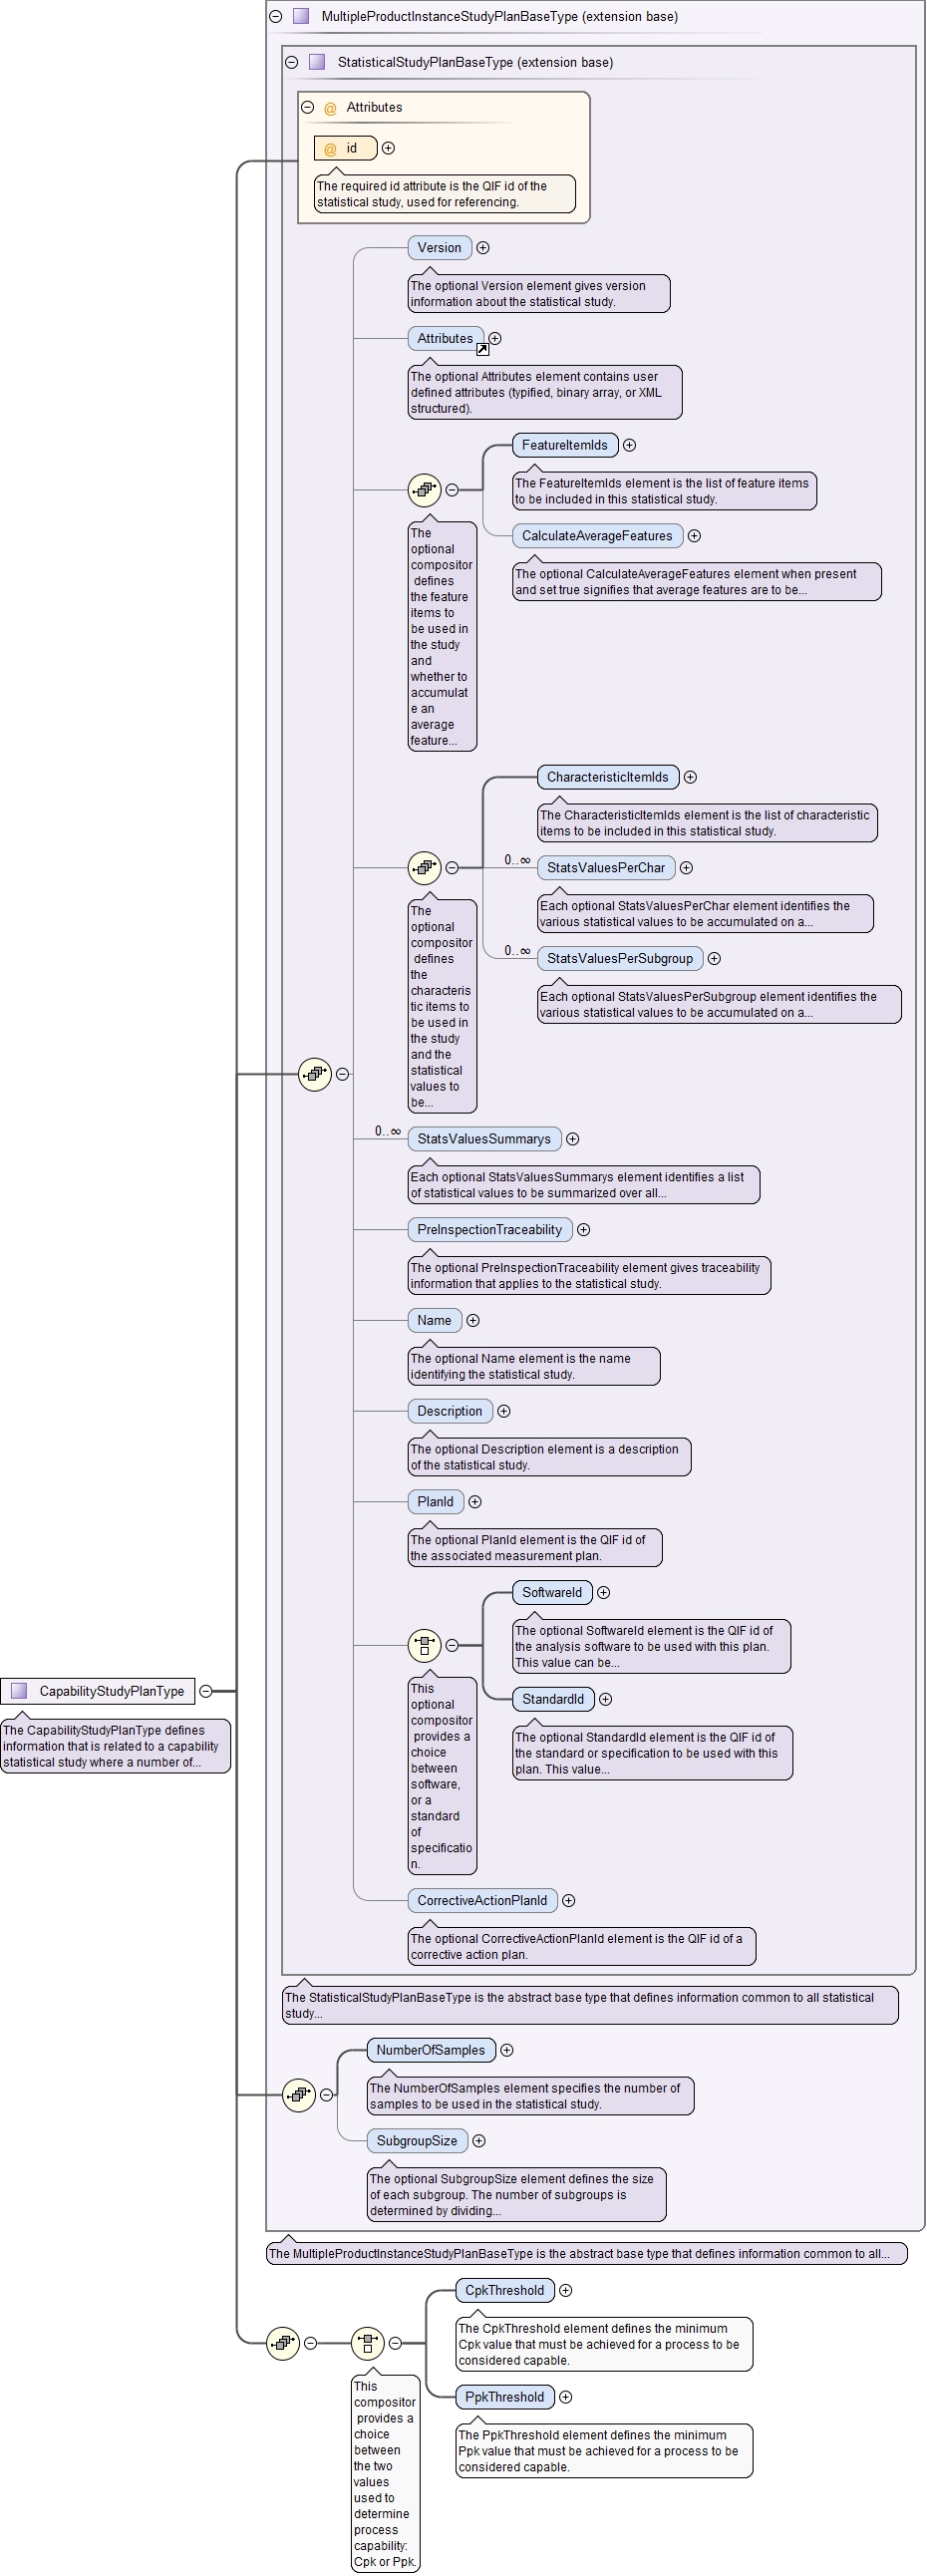 MultipleProductInstanceStudyPlanBaseType (extension base)
StatisticalStudyPlanBaseType (extension base)
@ Attributes
@ id
The required id attribute is the QIF id of the
statistical study, used for referencing.
Version
The optional Version element gives version
information about the statistical study.
Attributes
The optional Attributes element contains user
defined attributes (typified, binary array, or XML
structured).
FeatureItemIds
The FeatureItemIds element is the list of feature items
to be included in this statistical study.
CalculateAverageFeatures
The optional CalculateAverageFeatures element when present
and set true signifies that average features are to be...
The
optional
compositor
defines
the feature
items to
be used in
the study
and
whether to
accumulat
e an
average
feature...
CharacteristicItemIds
The CharacteristicItemIds element is the list of characteristic
items to be included in this statistical study.
0..∞
StatsValuesPerChar
Each optional StatsValuesPerChar element identifies the
various statistical values to be accumulated on a...
0..∞
StatsValuesPerSubgroup
Each optional StatsValuesPerSubgroup element identifies the
various statistical values to be accumulated on a...
The
optional
compositor
defines
the
characteris
tic items to
be used in
the study
and the
statistical
values to
be...
0..∞
StatsValuesSummarys
Each optional StatsValuesSummarys element identifies a list
of statistical values to be summarized over all...
PreInspectionTraceability
The optional PreInspectionTraceability element gives traceability
information that applies to the statistical study.
Name
The optional Name element is the name
identifying the statistical study.
Description
The optional Description element is a description
of the statistical study.
PlanId
The optional PlanId element is the QIF id of
the associated measurement plan.
SoftwareId
The optional SoftwareId element is the QIF id of
the analysis software to be used with this plan.
This value can be...
StandardId
The optional StandardId element is the QIF id of
the standard or specification to be used with this
plan. This value...
This
optional
compositor
provides a
choice
between
software,
or a
standard
of
specificatio
n.
CapabilityStudyPlanType
The CapabilityStudyPlanType defines
information that is related to a capability
statistical study where a number of...
CorrectiveActionPlanId
The optional CorrectiveActionPlanId element is the QIF id of a
corrective action plan.
The StatisticalStudyPlanBaseType is the abstract base type that defines information common to all statistical
study...
NumberOfSamples
The NumberOfSamples element specifies the number of
samples to be used in the statistical study.
SubgroupSize
The optional SubgroupSize element defines the size
of each subgroup. The number of subgroups is
determined by dividing...
The MultipleProductInstanceStudyPlanBaseType is the abstract base type that defines information common to all...
CpkThreshold
The CpkThreshold element defines the minimum
Cpk value that must be achieved for a process to be
considered capable.
PpkThreshold
The PpkThreshold element defines the minimum
Ppk value that must be achieved for a process to be
considered capable.
This
compositor
provides a
choice
between
the two
values
used to
determine
process
capability:
Cpk or Ppk.